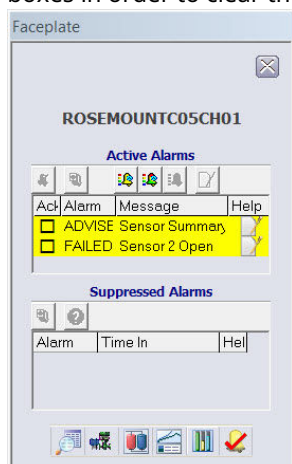 boxes in order to clear th
Faceplate
ROSEMOUNTC05CH01
Active Alarms
Ack Alarm Message Help
ADVISE Sensor Summary
FAILED Sensor 2 Open
Suppressed Alarms
Alarm Time In Hel